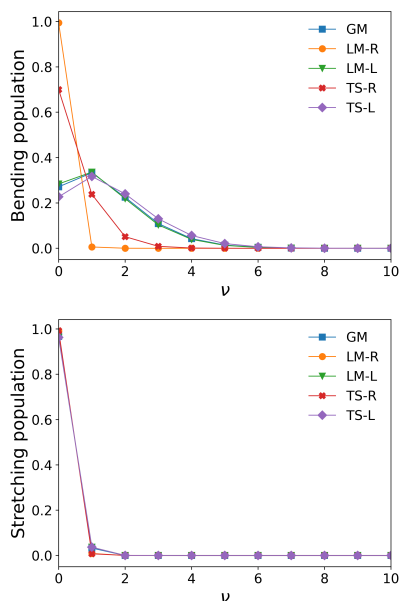 Bending population
1.0
0.8
0.6
0.4
0.2
0.0
GM
LM-R
LM-L
TS-R
TS-L
0 2 4 6 8 10
ν
Stretching population
1.0
0.8
0.6
0.4
0.2
0.0
GM
LM-R
LM-L
TS-R
TS-L
0 2 4 6 8 10
ν